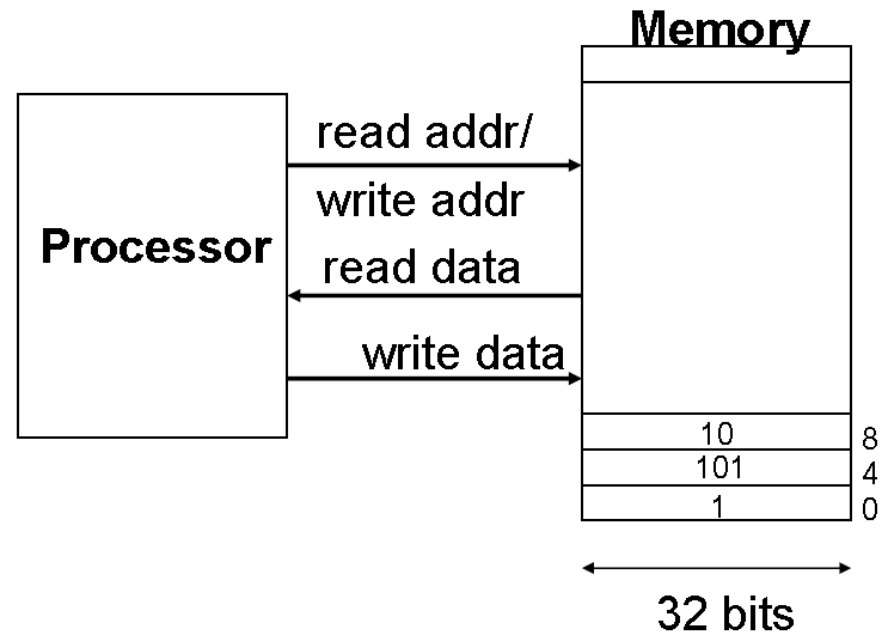 Memory
read addr/
write addr
Processor
read data
write data
10 8
101 4
1 0
32 bits